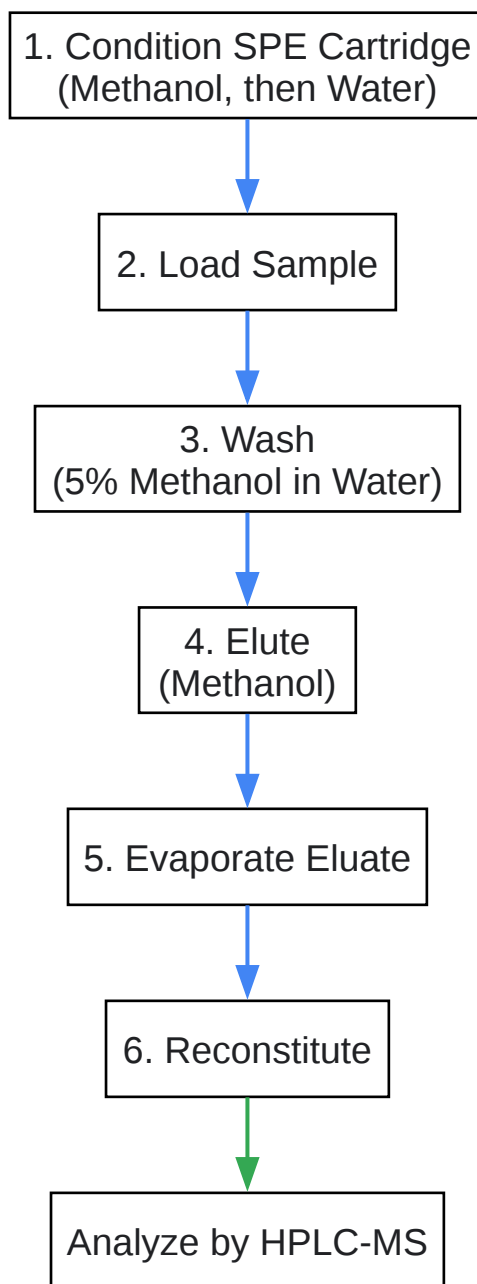 1. Condition SPE Cartridge
(Methanol, then Water)
2. Load Sample
3. Wash
(5% Methanol in Water)
4. Elute
(Methanol)
5. Evaporate Eluate
6. Reconstitute
Analyze by HPLC-MS